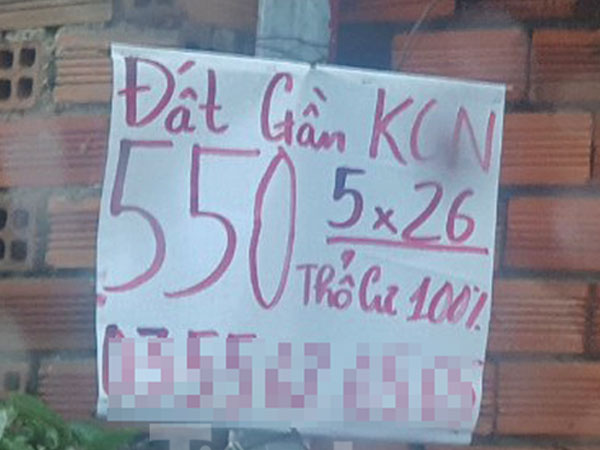 Đất Gần KCN
550 5x26
Thổ Cư 100%